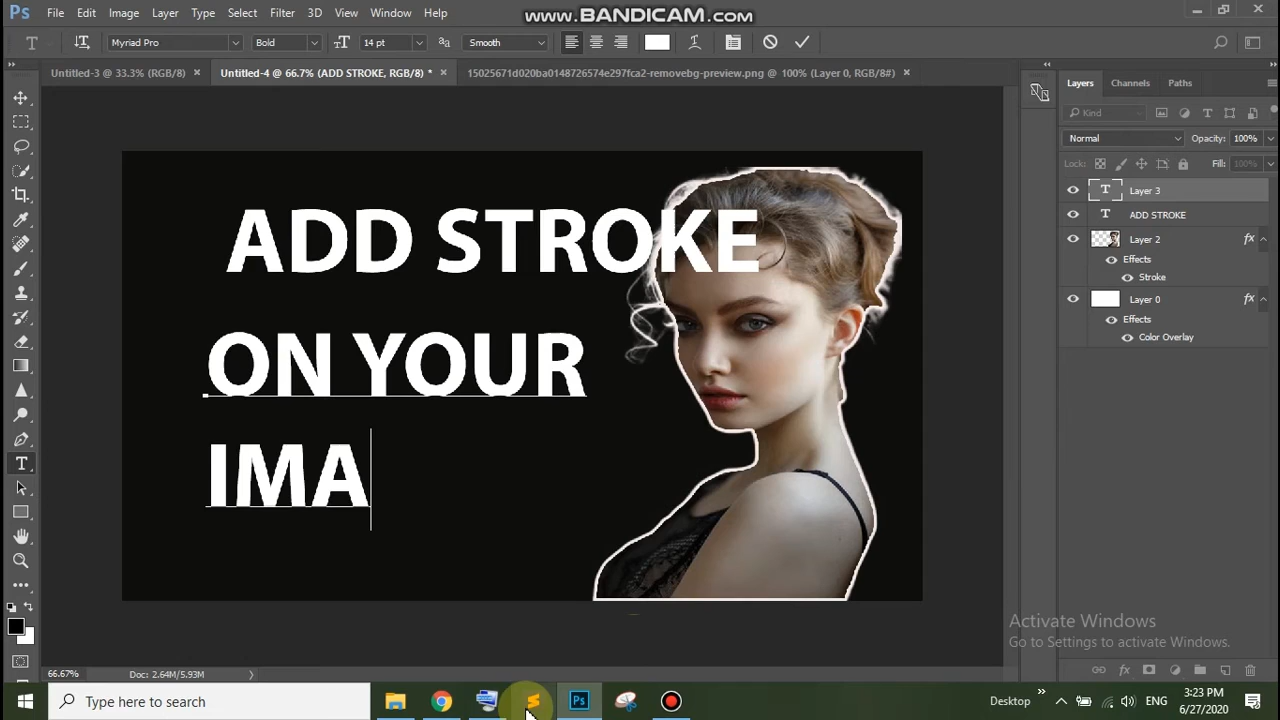 www.BANDICAM.com
Ps File Edit Image Layer Type Select Filter 3D View Window Help
T Myriad Pro Bold 14 pt Smooth
Untitled-3 @ 33.3% (RGB/8) × Untitled-4 @ 66.7% (ADD STROKE, RGB/8) * × 15025671d020ba0148726574e297fca2-removebg-preview.png @ 100% (Layer 0, RGB/8#) ×
Layers Channels Paths
Kind
Normal Opacity: 100%
Lock: Fill: 100%
T Layer 3
T ADD STROKE
Layer 2 fx
Effects
Stroke
Layer 0 fx
Effects
Color Overlay
ADD STROKE
ON YOUR
IMA
Activate Windows
Go to Settings to activate Windows.
66.67% Doc: 2.64M/5.93M
Type here to search
Desktop ENG
3:23 PM
6/27/2020